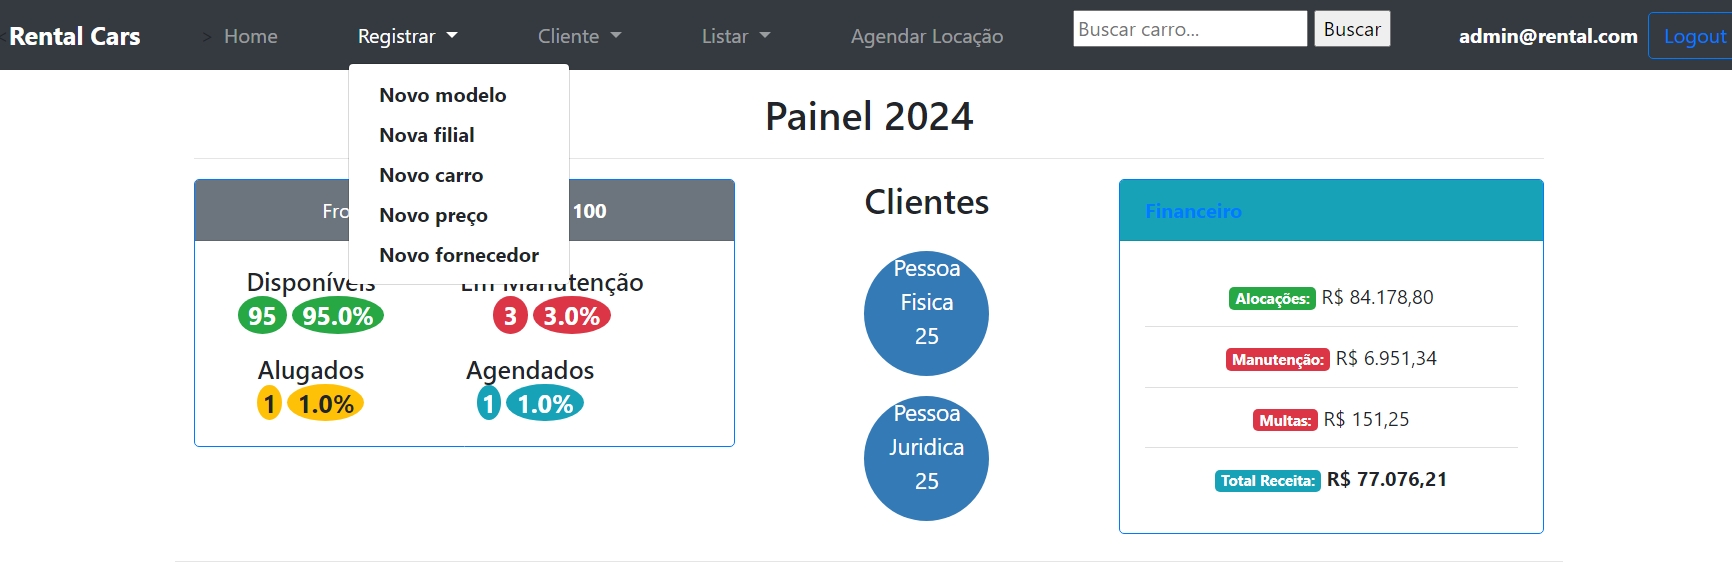 Rental Cars > Home Registrar Cliente Listar Agendar Locação Buscar carro... Buscar admin@rental.com Logout
Novo modelo
Nova filial
Novo carro
Novo preço
Novo fornecedor
Painel 2024
100
Disponíveis
95 95.0%
Em Manutenção
3 3.0%
Alugados
1 1.0%
Agendados
1 1.0%
Clientes
Pessoa
Fisica
25
Pessoa
Juridica
25
Financeiro
Alocações: R$ 84.178,80
Manutenção: R$ 6.951,34
Multas: R$ 151,25
Total Receita: R$ 77.076,21